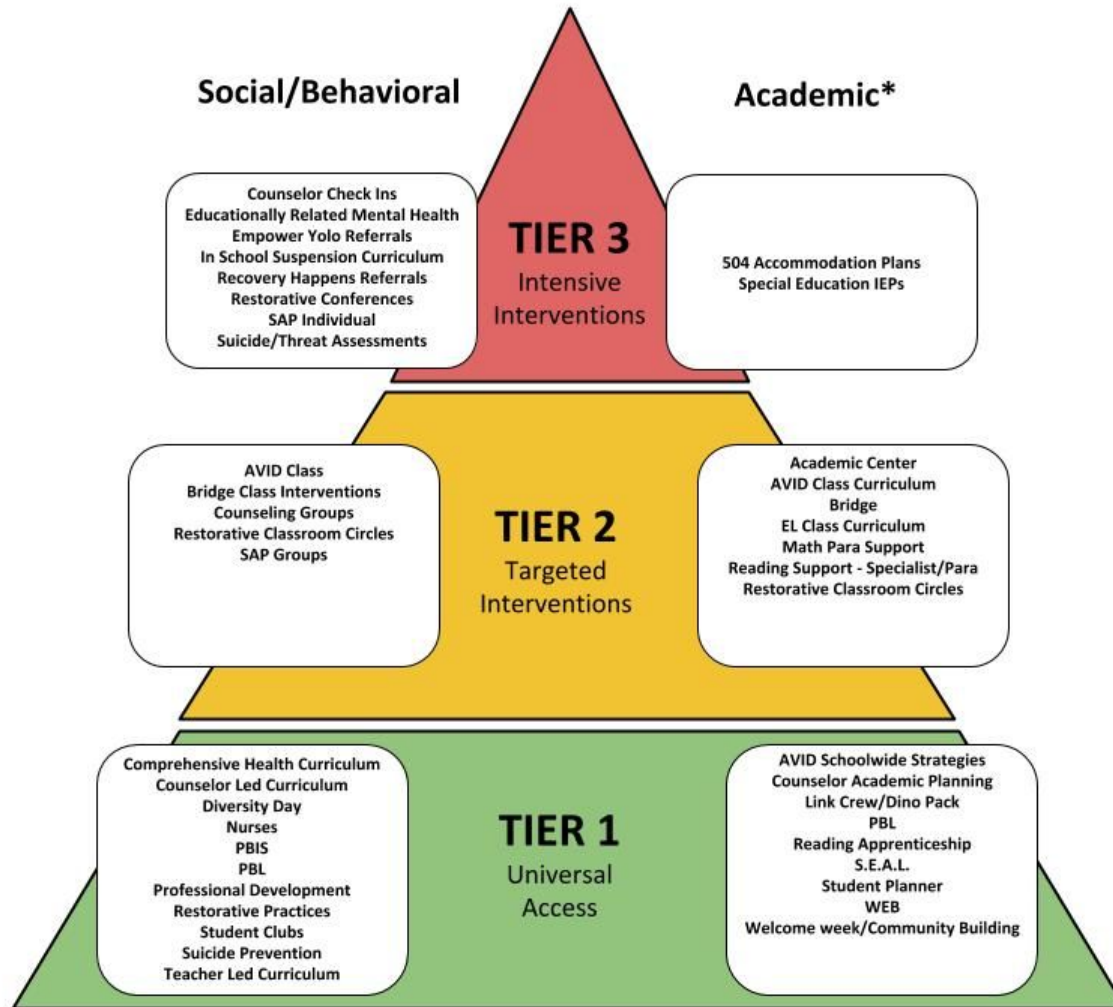 Social/Behavioral
Academic*
Counselor Check Ins
Educationally Related Mental Health
Empower Yolo Referrals
In School Suspension Curriculum
Recovery Happens Referrals
Restorative Conferences
SAP Individual
Suicide/Threat Assessments
TIER 3
Intensive
Interventions
504 Accommodation Plans
Special Education IEPs
AVID Class
Bridge Class Interventions
Counseling Groups
Restorative Classroom Circles
SAP Groups
TIER 2
Targeted
Interventions
Academic Center
AVID Class Curriculum
Bridge
EL Class Curriculum
Math Para Support
Reading Support - Specialist/Para
Restorative Classroom Circles
Comprehensive Health Curriculum
Counselor Led Curriculum
Diversity Day
Nurses
PBIS
PBL
Professional Development
Restorative Practices
Student Clubs
Suicide Prevention
Teacher Led Curriculum
TIER 1
Universal
Access
AVID Schoolwide Strategies
Counselor Academic Planning
Link Crew/Dino Pack
PBL
Reading Apprenticeship
S.E.A.L.
Student Planner
WEB
Welcome week/Community Building